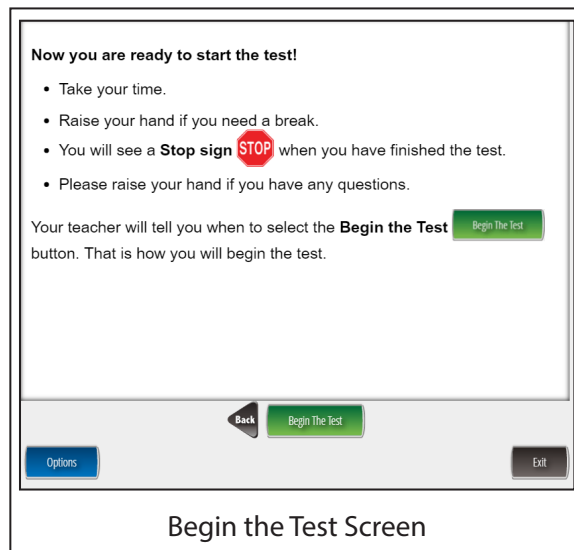 Now you are ready to start the test!
• Take your time.
• Raise your hand if you need a break.
• You will see a Stop sign STOP when you have finished the test.
• Please raise your hand if you have any questions.
Your teacher will tell you when to select the Begin the Test Begin The Test
button. That is how you will begin the test.
Back Begin The Test
Options Exit
Begin the Test Screen